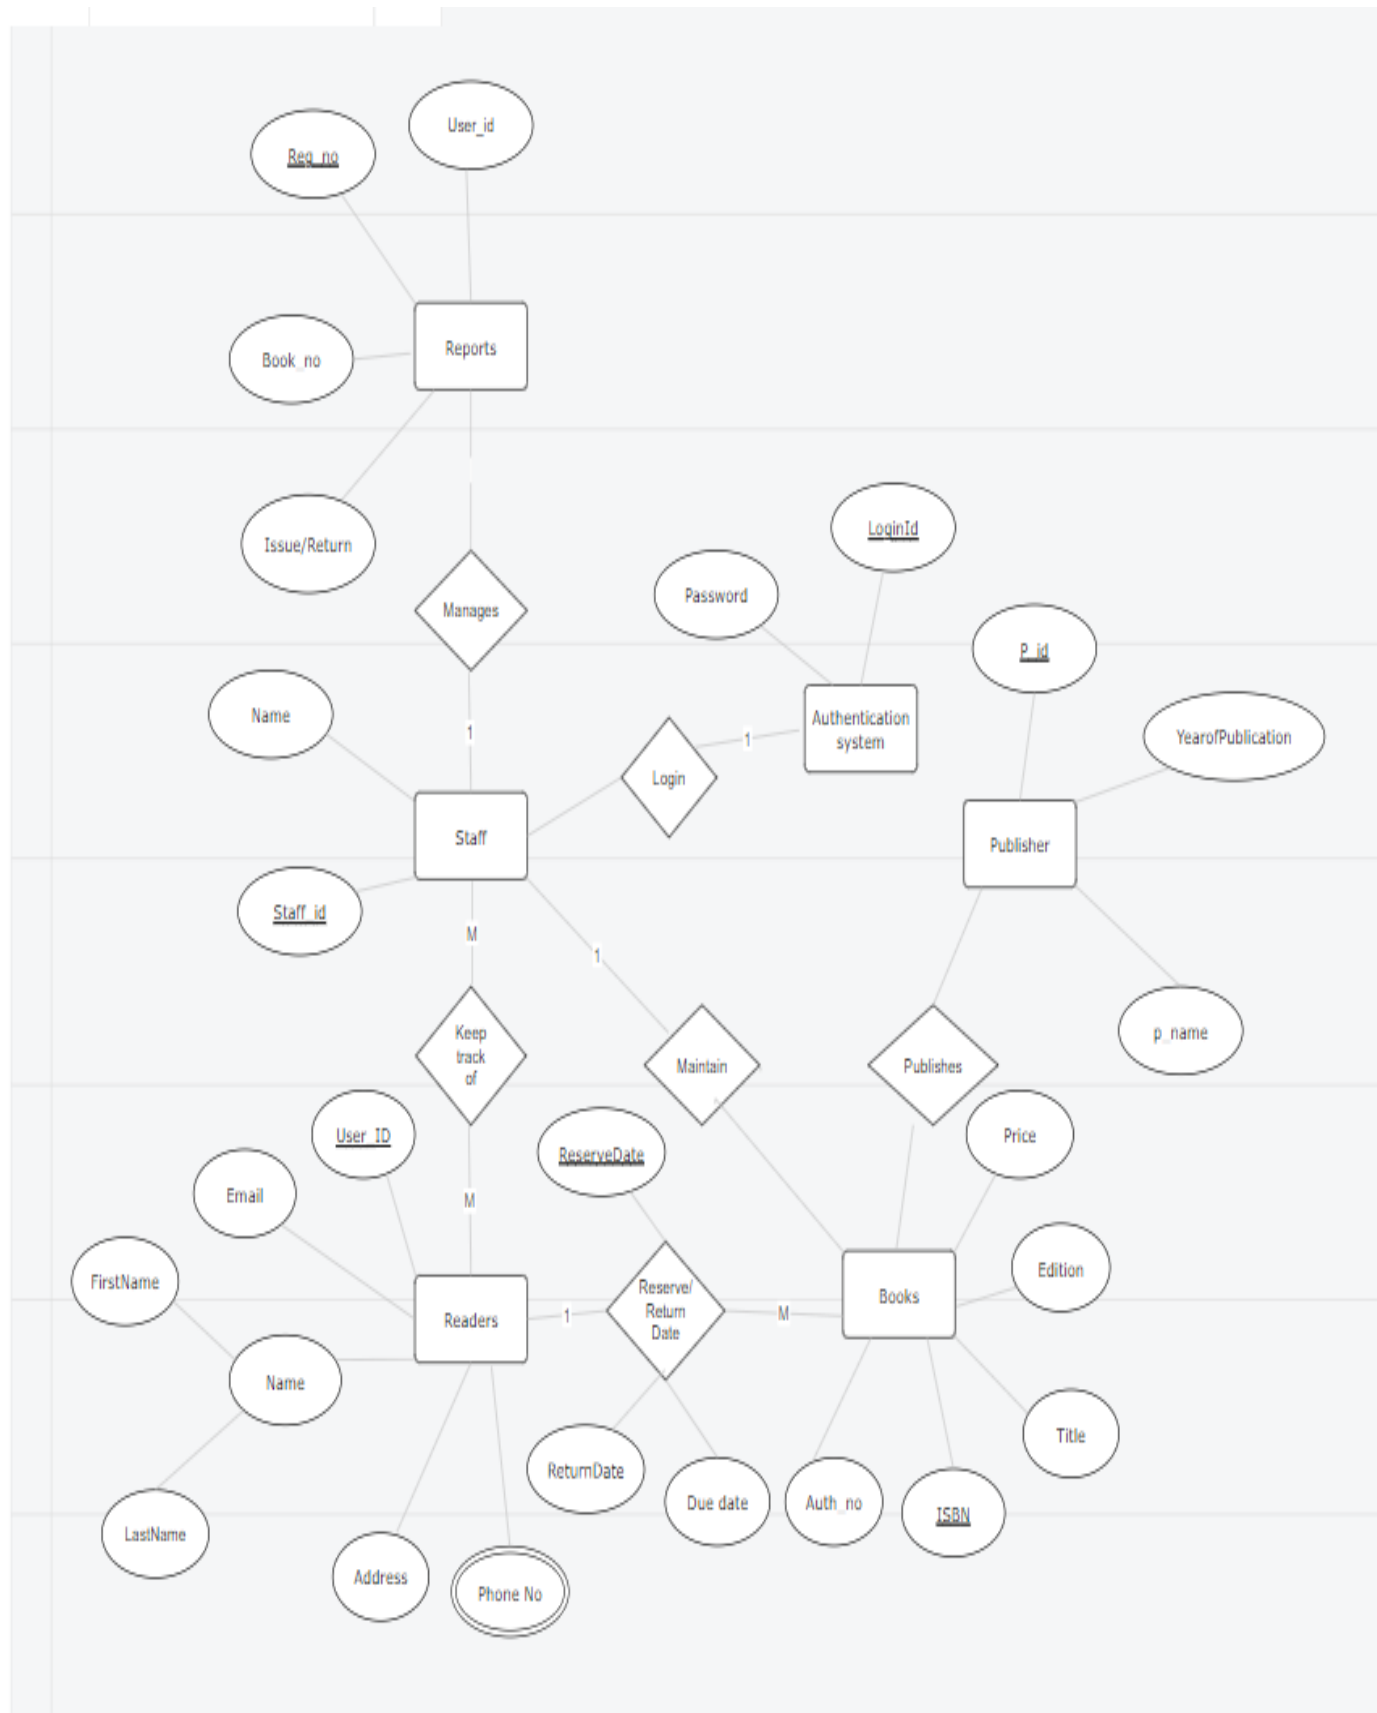 User_id
Reg_no
Reports
Book_no
LoginId
Issue/Return
Password
Manages
P_id
Name
Authentication
system
YearofPublication
1
1
Login
Staff
Publisher
Staff_id
M
1
p_name
Keep
track
of
Maintain
Publishes
User_ID
Price
ReserveDate
Email
M
Edition
FirstName
Reserve/
Return
Date
Books
Readers
1
M
Name
Title
ReturnDate
Due date
Auth_no
ISBN
LastName
Address
Phone No